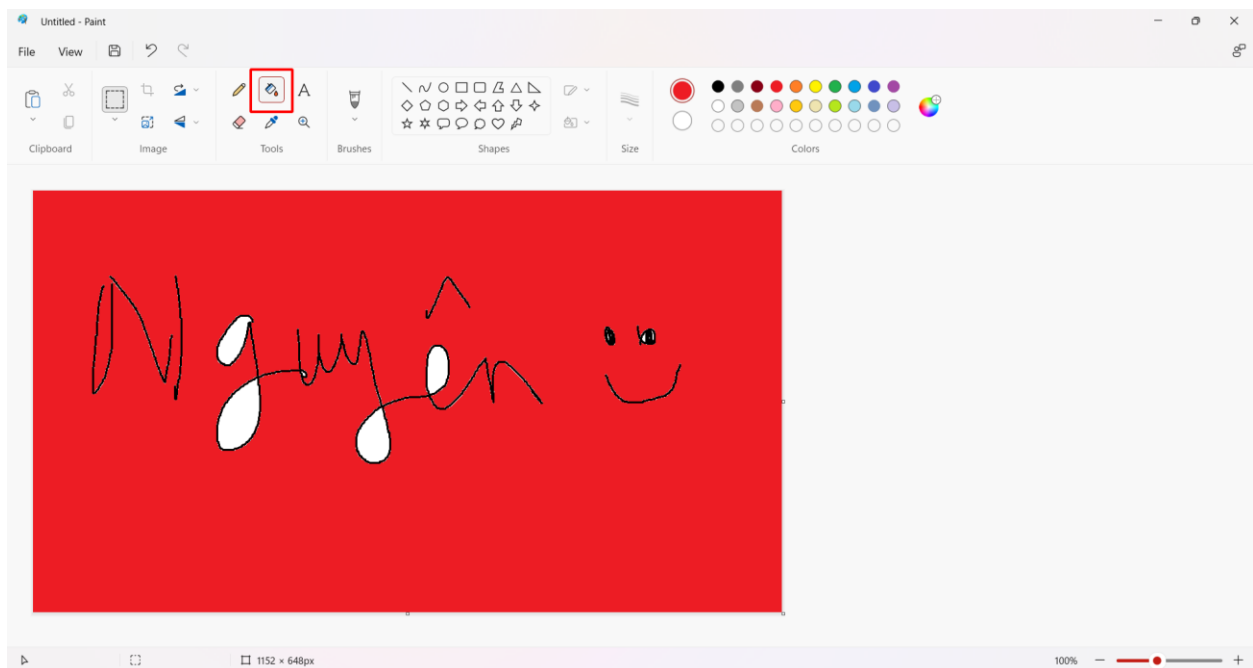 Untitled - Paint
File View
Clipboard Image Tools Brushes Shapes Size Colors
Nguyên
1152 × 648px 100%